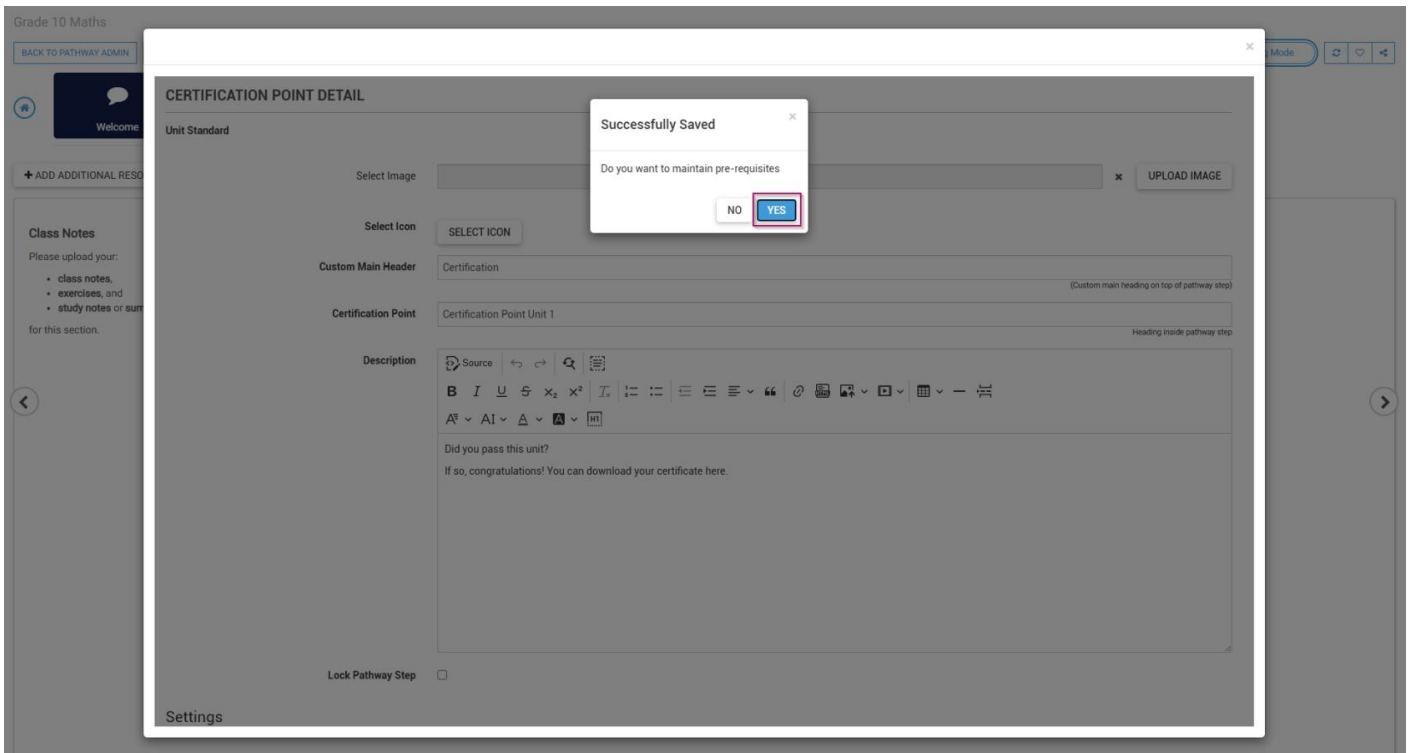 Grade 10 Maths
BACK TO PATHWAY ADMIN
Mode
Welcome
+ ADD ADDITIONAL RESO
Class Notes
Please upload your:
• class notes,
• exercises, and
• study notes or sum
for this section.
×
CERTIFICATION POINT DETAIL
Unit Standard
Select Image
UPLOAD IMAGE
Select Icon
SELECT ICON
Custom Main Header
Certification
(Custom main heading on top of pathway step)
Certification Point
Certification Point Unit 1
Heading inside pathway step
Description
Source
Did you pass this unit?
If so, congratulations! You can download your certificate here.
Lock Pathway Step
Settings
Successfully Saved
×
Do you want to maintain pre-requisites
NO
YES